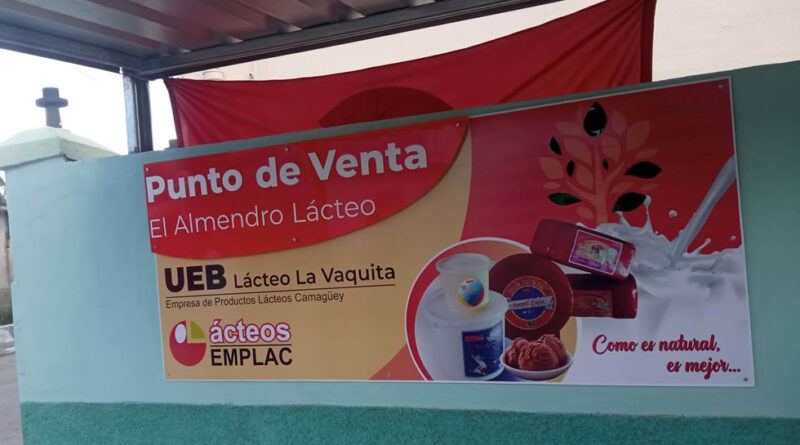 Punto de Venta
El Almendro Lácteo
UEB Lácteo La Vaquita
Empresa de Productos Lácteos Camagüey
ácteos
EMPLAC
Como es natural,
es mejor...